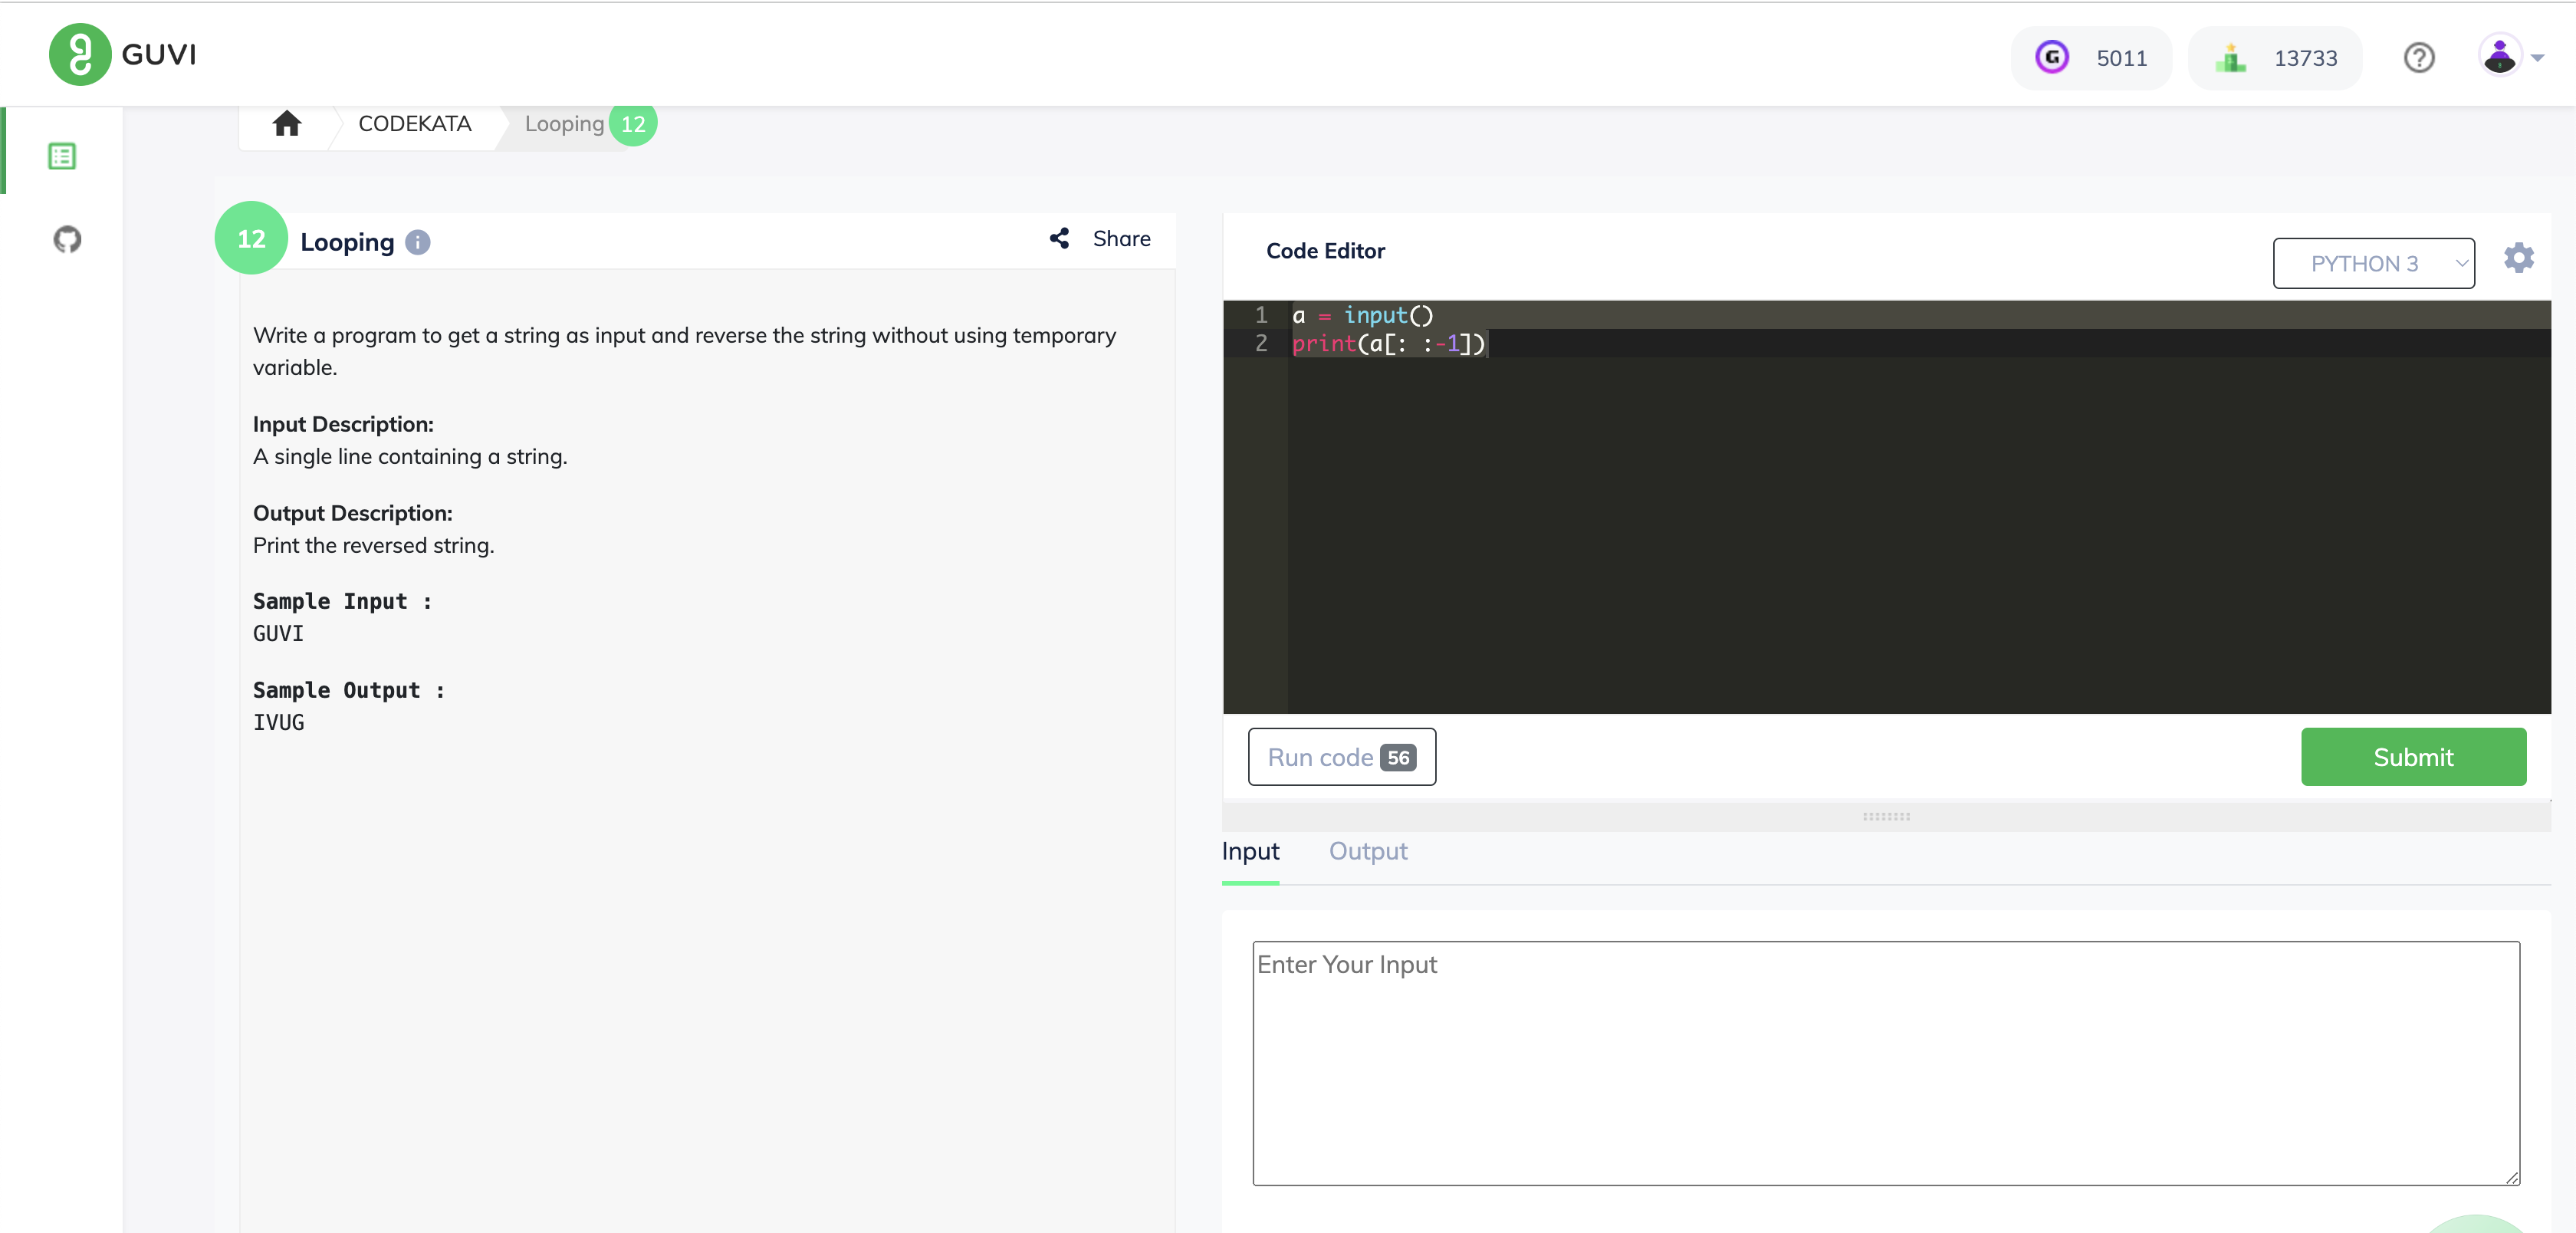 GUVI
5011
13733
CODEKATA
Looping 12
12
Looping
Share
Write a program to get a string as input and reverse the string without using temporary
variable.
Input Description:
A single line containing a string.
Output Description:
Print the reversed string.
Sample Input :
GUVI
Sample Output :
IVUG
Code Editor
PYTHON 3
1 a = input()
2 print(a[: :-1])
Run code 56
Submit
Input
Output
Enter Your Input